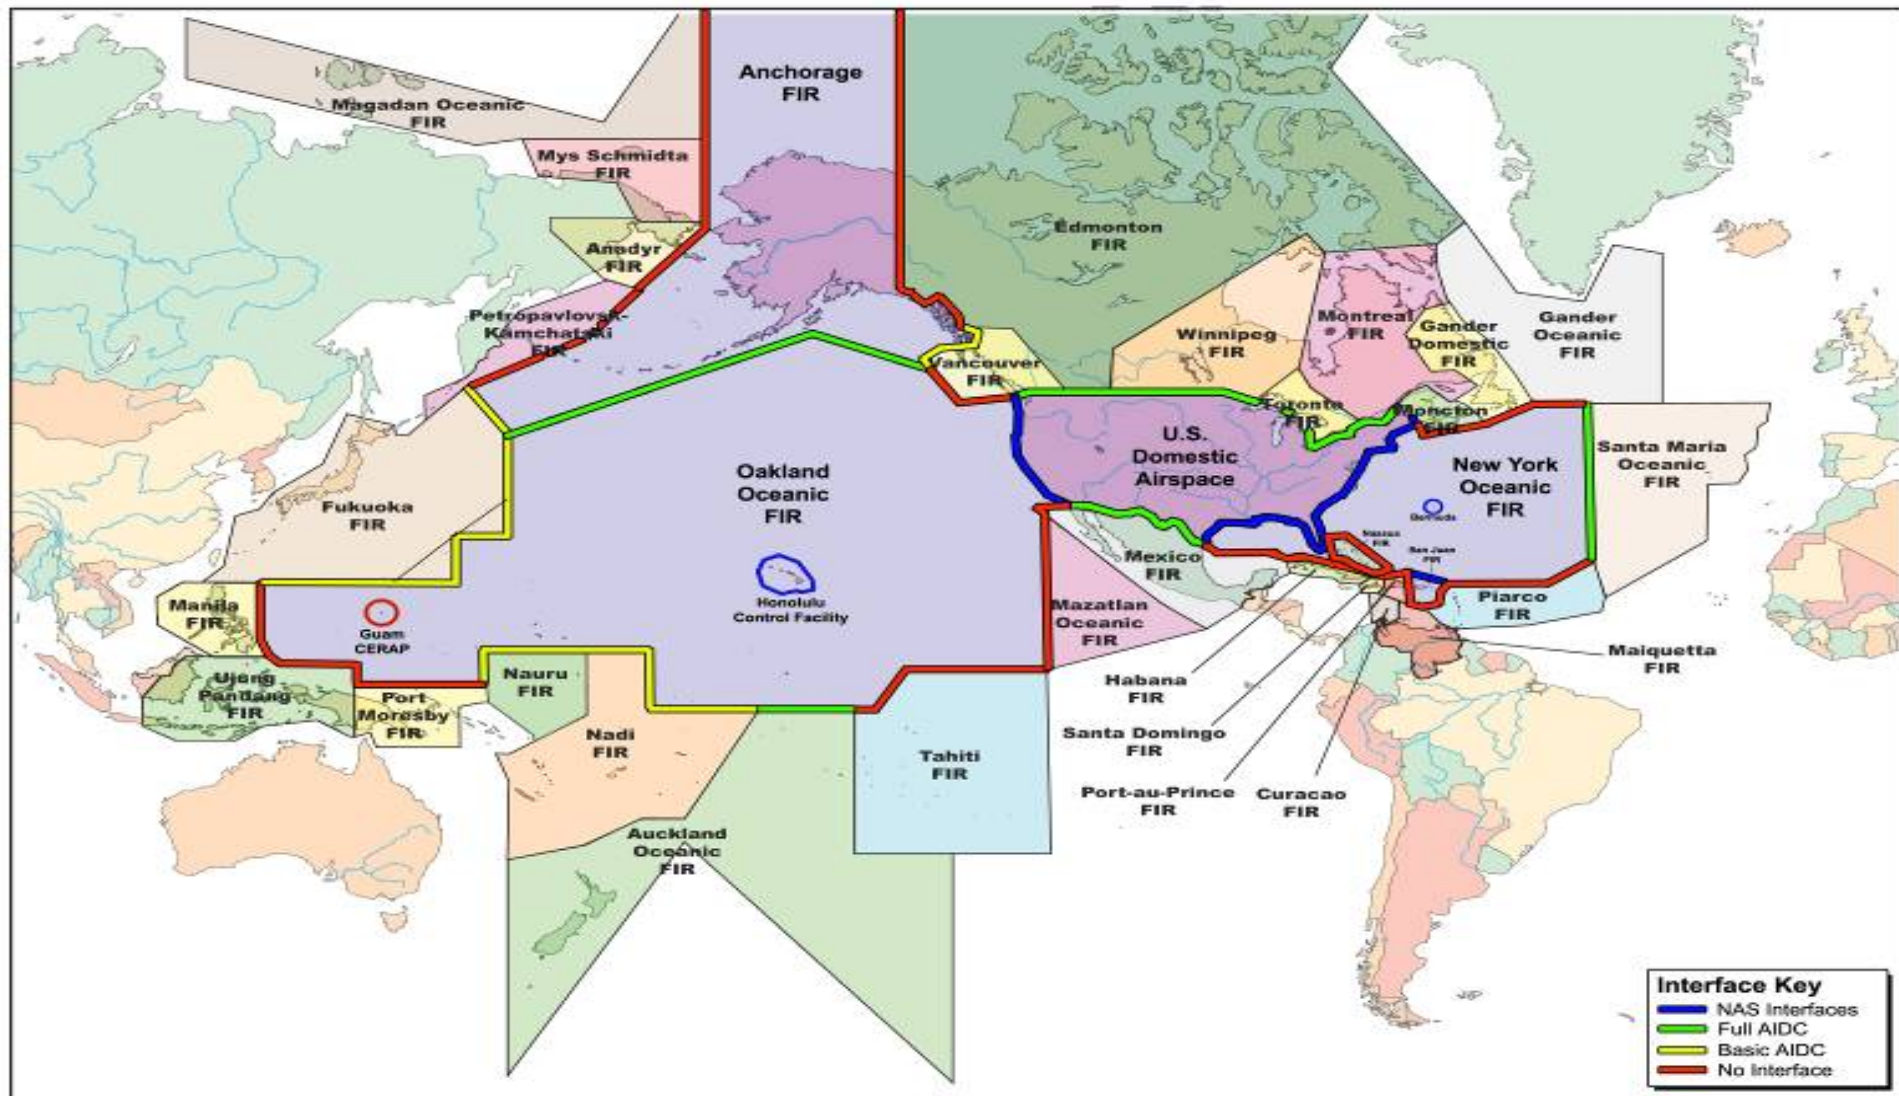 Anchorage
FIR
Magadan Oceanic
FIR
Mys Schmidta
FIR
Anadyr
FIR
Edmonton
FIR
Petropavlovsk-
Kamchatski
FIR
Vancouver
FIR
Winnipeg
FIR
Montreal
FIR
Gander
Domestic
FIR
Gander
Oceanic
FIR
Toronto
FIR
Moncton
FIR
U.S.
Domestic
Airspace
New York
Oceanic
FIR
Santa Maria
Oceanic
FIR
Oakland
Oceanic
FIR
Fukuoka
FIR
Bermuda
Nassau
FIR
San Juan
FIR
Mexico
FIR
Manila
FIR
Guam
CERAP
Honolulu
Control Facility
Mazatlan
Oceanic
FIR
Piarco
FIR
Maiquetta
FIR
Ujong
Pandang
FIR
Port
Moresby
FIR
Nauru
FIR
Nadi
FIR
Tahiti
FIR
Habana
FIR
Santa Domingo
FIR
Port-au-Prince
FIR
Curacao
FIR
Auckland
Oceanic
FIR
Interface Key
NAS Interfaces
Full AIDC
Basic AIDC
No Interface